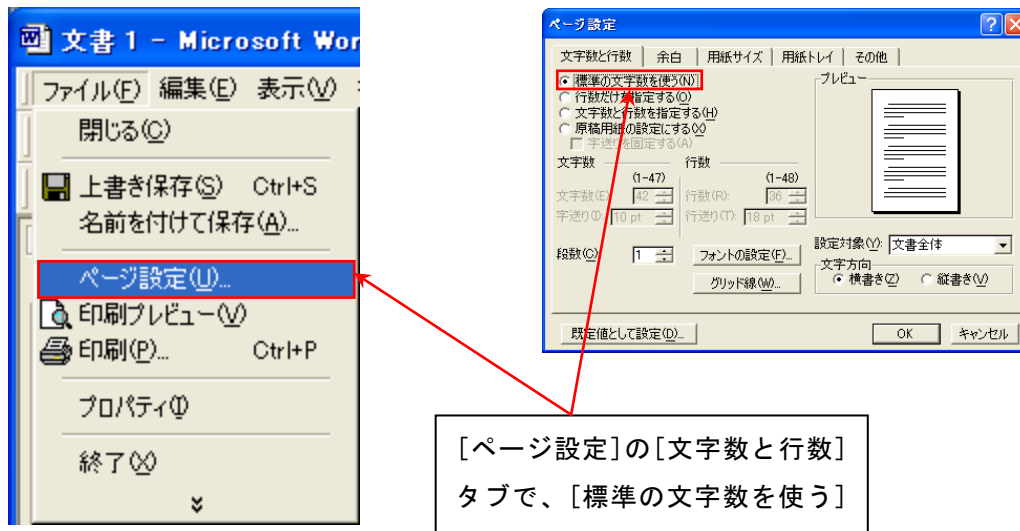 文書 1 - Microsoft Wor
ファイル(F) 編集(E) 表示(V)
閉じる(C)
上書き保存(S) Ctrl+S
名前を付けて保存(A)...
ページ設定(U)...
印刷プレビュー(V)
印刷(P)... Ctrl+P
プロパティ(I)
終了(X)
ページ設定
文字数と行数 余白 用紙サイズ 用紙トレイ その他
標準の文字数を使う(N)
行数だけを指定する(O)
文字数と行数を指定する(H)
原稿用紙の設定にする(X)
字送りを固定する(A)
プレビュー
文字数 行数
(1-47) (1-48)
文字数(E): 42 行数(R): 36
字送り(I): 10 pt 行送り(T): 18 pt
段数(C): 1 フォントの設定(F)...
グリッド線(W)...
設定対象(Y): 文書全体
文字方向
横書き(Z) 縦書き(V)
既定値として設定(D)... OK キャンセル
[ページ設定]の[文字数と行数]
タブで、[標準の文字数を使う]